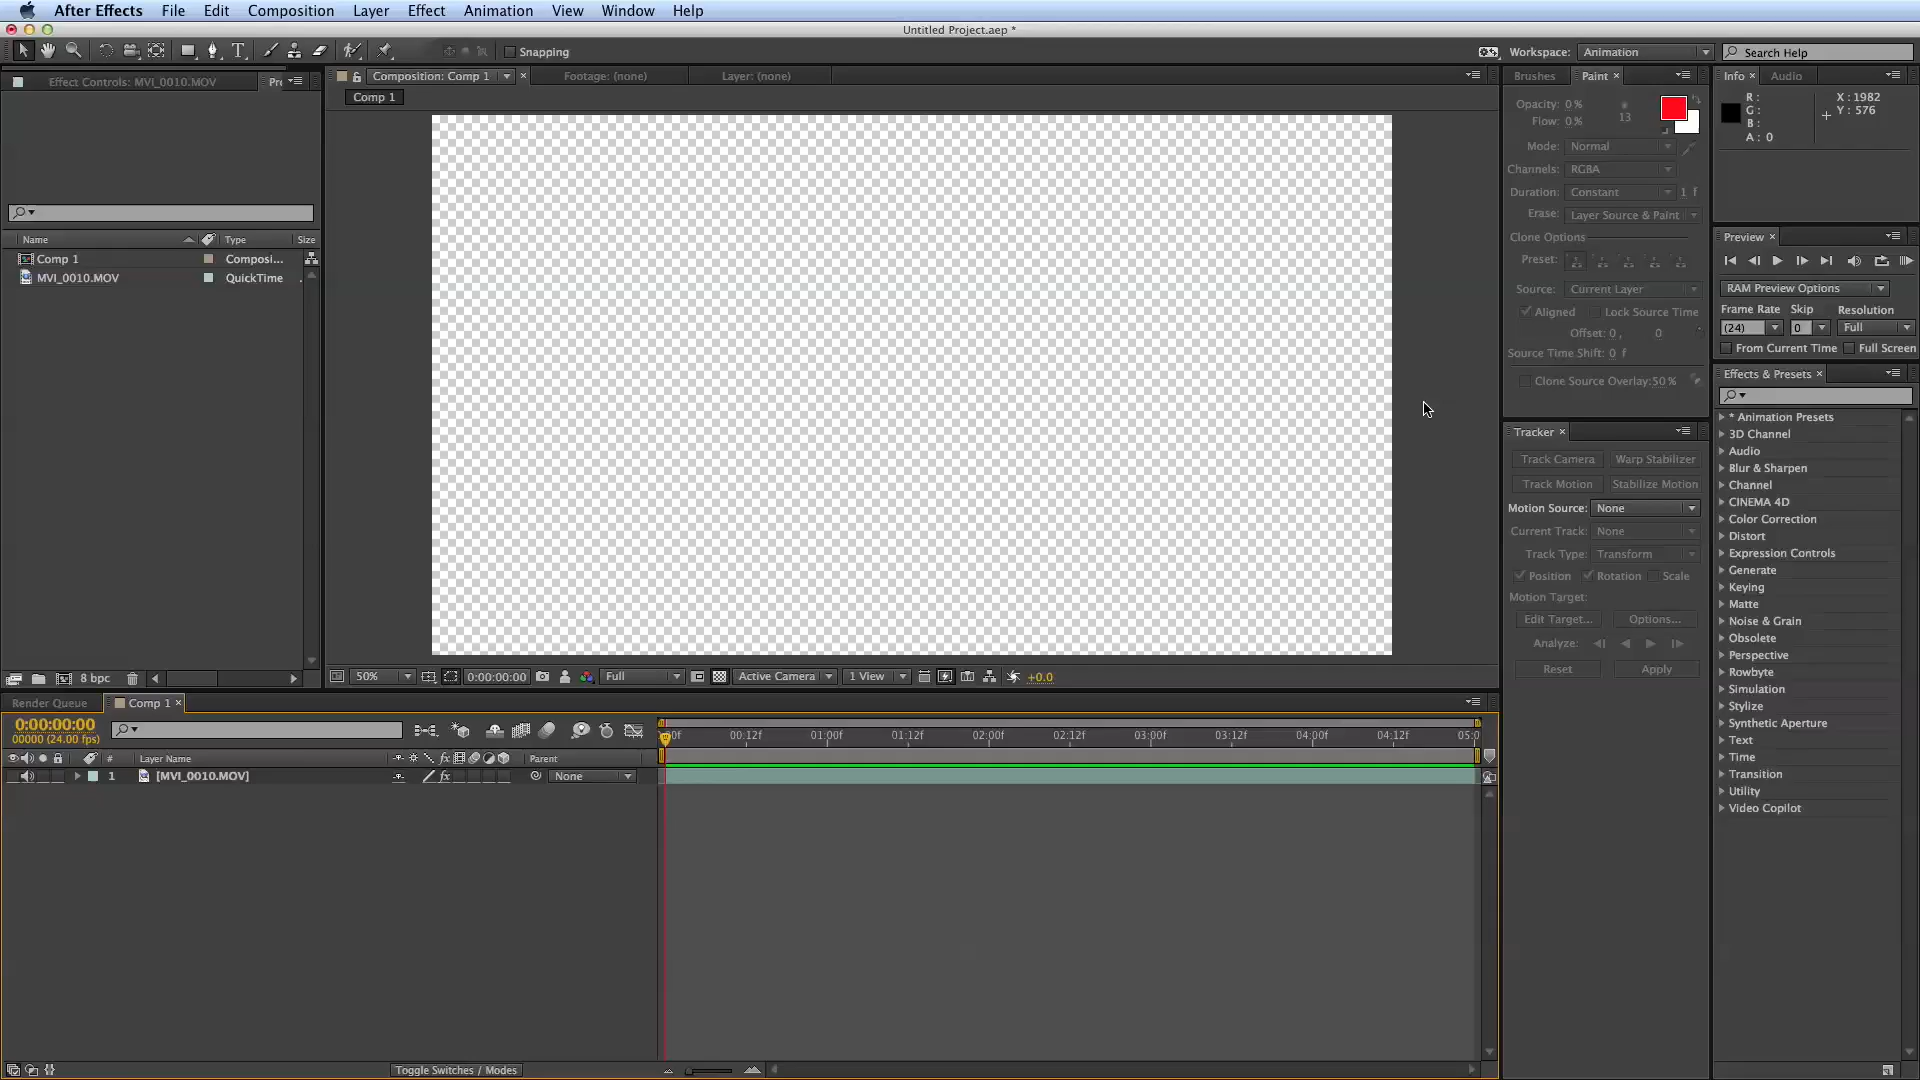 After Effects File Edit Composition Layer Effect Animation View Window Help
Untitled Project.aep *
Snapping
Workspace: Animation
Search Help
Effect Controls: MVI_0010.MOV
Composition: Comp 1
Footage: (none)
Layer: (none)
Comp 1
Name Type Size
Comp 1 Composi...
MVI_0010.MOV QuickTime
8 bpc
50%
0:00:00:00
Full
Active Camera
1 View
+0.0
Brushes Paint
Opacity: 0 %
Flow: 0 %
13
Mode: Normal
Channels: RGBA
Duration: Constant 1 f
Erase: Layer Source & Paint
Clone Options
Preset:
Source: Current Layer
Aligned Lock Source Time
Offset: 0 , 0
Source Time Shift: 0 f
Clone Source Overlay: 50 %
Tracker
Track Camera Warp Stabilizer
Track Motion Stabilize Motion
Motion Source: None
Current Track: None
Track Type: Transform
Position Rotation Scale
Motion Target:
Edit Target... Options...
Analyze:
Reset Apply
Info Audio
R :
G :
B :
A : 0
X : 1982
Y : 576
Preview
RAM Preview Options
Frame Rate Skip Resolution
(24) 0 Full
From Current Time Full Screen
Effects & Presets
* Animation Presets
3D Channel
Audio
Blur & Sharpen
Channel
CINEMA 4D
Color Correction
Distort
Expression Controls
Generate
Keying
Matte
Noise & Grain
Obsolete
Perspective
Rowbyte
Simulation
Stylize
Synthetic Aperture
Text
Time
Transition
Utility
Video Copilot
Render Queue
Comp 1
0:00:00:00
00000 (24.00 fps)
00:12f 01:00f 01:12f 02:00f 02:12f 03:00f 03:12f 04:00f 04:12f 05:0
# Layer Name Parent
1 [MVI_0010.MOV] None
Toggle Switches / Modes